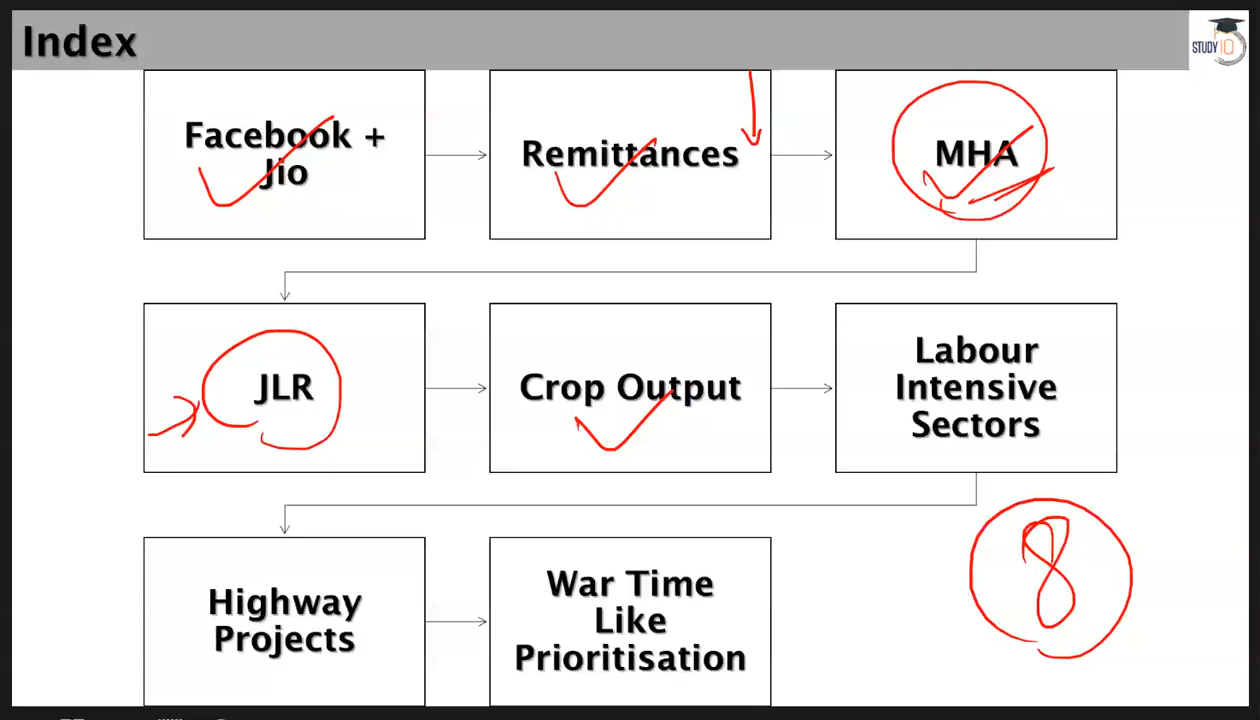 Index
STUDY IQ
Facebook +
Jio
Remittances
MHA
JLR
Crop Output
Labour
Intensive
Sectors
Highway
Projects
War Time
Like
Prioritisation
8